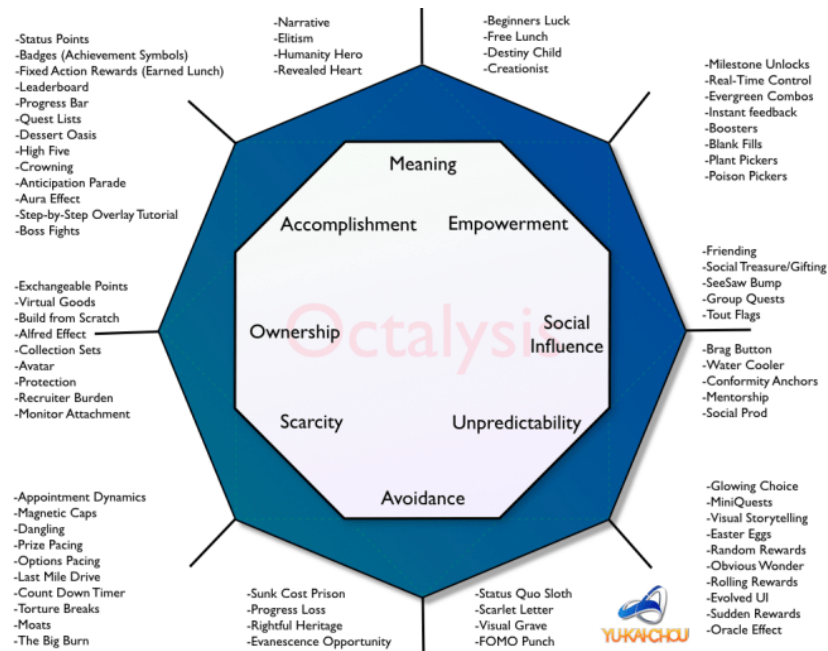 -Narrative
-Elitism
-Humanity Hero
-Revealed Heart
-Beginners Luck
-Free Lunch
-Destiny Child
-Creationist
-Status Points
-Badges (Achievement Symbols)
-Fixed Action Rewards (Earned Lunch)
-Leaderboard
-Progress Bar
-Quest Lists
-Dessert Oasis
-High Five
-Crowning
-Anticipation Parade
-Aura Effect
-Step-by-Step Overlay Tutorial
-Boss Fights
-Milestone Unlocks
-Real-Time Control
-Evergreen Combos
-Instant feedback
-Boosters
-Blank Fills
-Plant Pickers
-Poison Pickers
Meaning
Accomplishment
Empowerment
Ownership
Octalysis
Social
Influence
Scarcity
Unpredictability
Avoidance
-Exchangeable Points
-Virtual Goods
-Build from Scratch
-Alfred Effect
-Collection Sets
-Avatar
-Protection
-Recruiter Burden
-Monitor Attachment
-Friending
-Social Treasure/Gifting
-SeeSaw Bump
-Group Quests
-Tout Flags
-Brag Button
-Water Cooler
-Conformity Anchors
-Mentorship
-Social Prod
-Appointment Dynamics
-Magnetic Caps
-Dangling
-Prize Pacing
-Options Pacing
-Last Mile Drive
-Count Down Timer
-Torture Breaks
-Moats
-The Big Burn
-Sunk Cost Prison
-Progress Loss
-Rightful Heritage
-Evanescence Opportunity
-Status Quo Sloth
-Scarlet Letter
-Visual Grave
-FOMO Punch
YU-KAI CHOU
-Glowing Choice
-MiniQuests
-Visual Storytelling
-Easter Eggs
-Random Rewards
-Obvious Wonder
-Rolling Rewards
-Evolved UI
-Sudden Rewards
-Oracle Effect